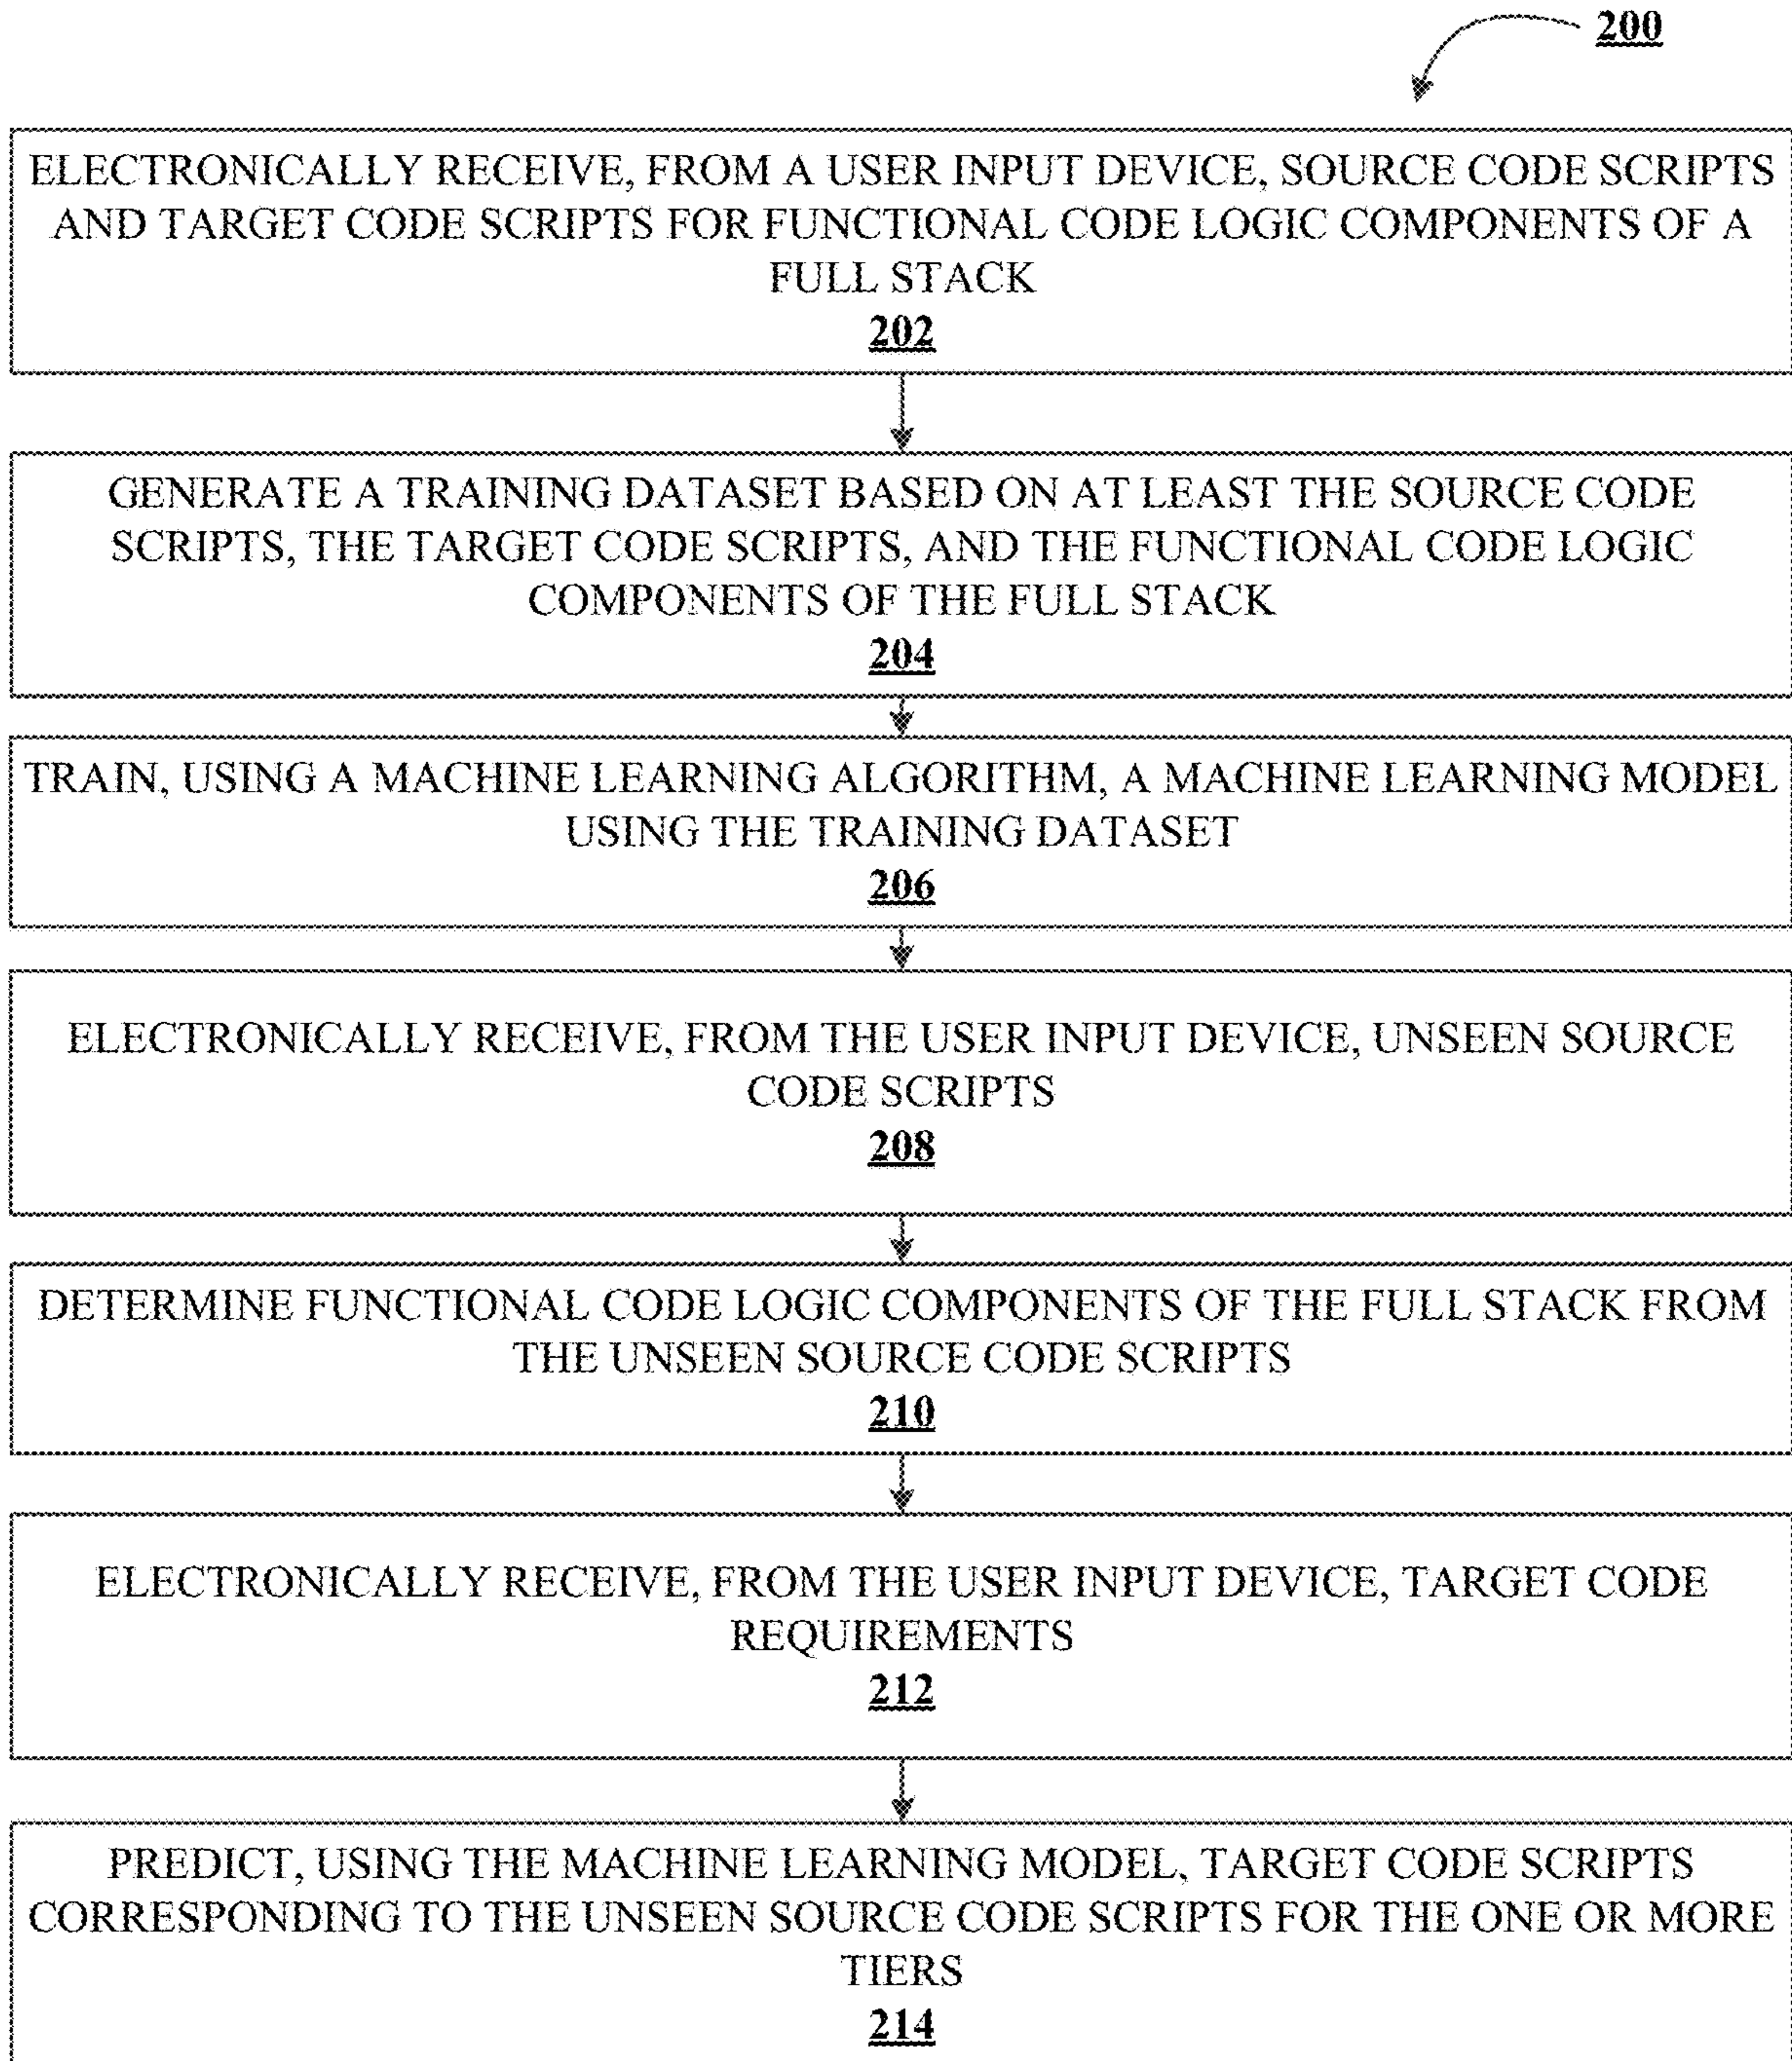 200
ELECTRONICALLY RECEIVE, FROM A USER INPUT DEVICE, SOURCE CODE SCRIPTS
AND TARGET CODE SCRIPTS FOR FUNCTIONAL CODE LOGIC COMPONENTS OF A
FULL STACK
202
GENERATE A TRAINING DATASET BASED ON AT LEAST THE SOURCE CODE
SCRIPTS, THE TARGET CODE SCRIPTS, AND THE FUNCTIONAL CODE LOGIC
COMPONENTS OF THE FULL STACK
204
TRAIN, USING A MACHINE LEARNING ALGORITHM, A MACHINE LEARNING MODEL
USING THE TRAINING DATASET
206
ELECTRONICALLY RECEIVE, FROM THE USER INPUT DEVICE, UNSEEN SOURCE
CODE SCRIPTS
208
DETERMINE FUNCTIONAL CODE LOGIC COMPONENTS OF THE FULL STACK FROM
THE UNSEEN SOURCE CODE SCRIPTS
210
ELECTRONICALLY RECEIVE, FROM THE USER INPUT DEVICE, TARGET CODE
REQUIREMENTS
212
PREDICT, USING THE MACHINE LEARNING MODEL, TARGET CODE SCRIPTS
CORRESPONDING TO THE UNSEEN SOURCE CODE SCRIPTS FOR THE ONE OR MORE
TIERS
214